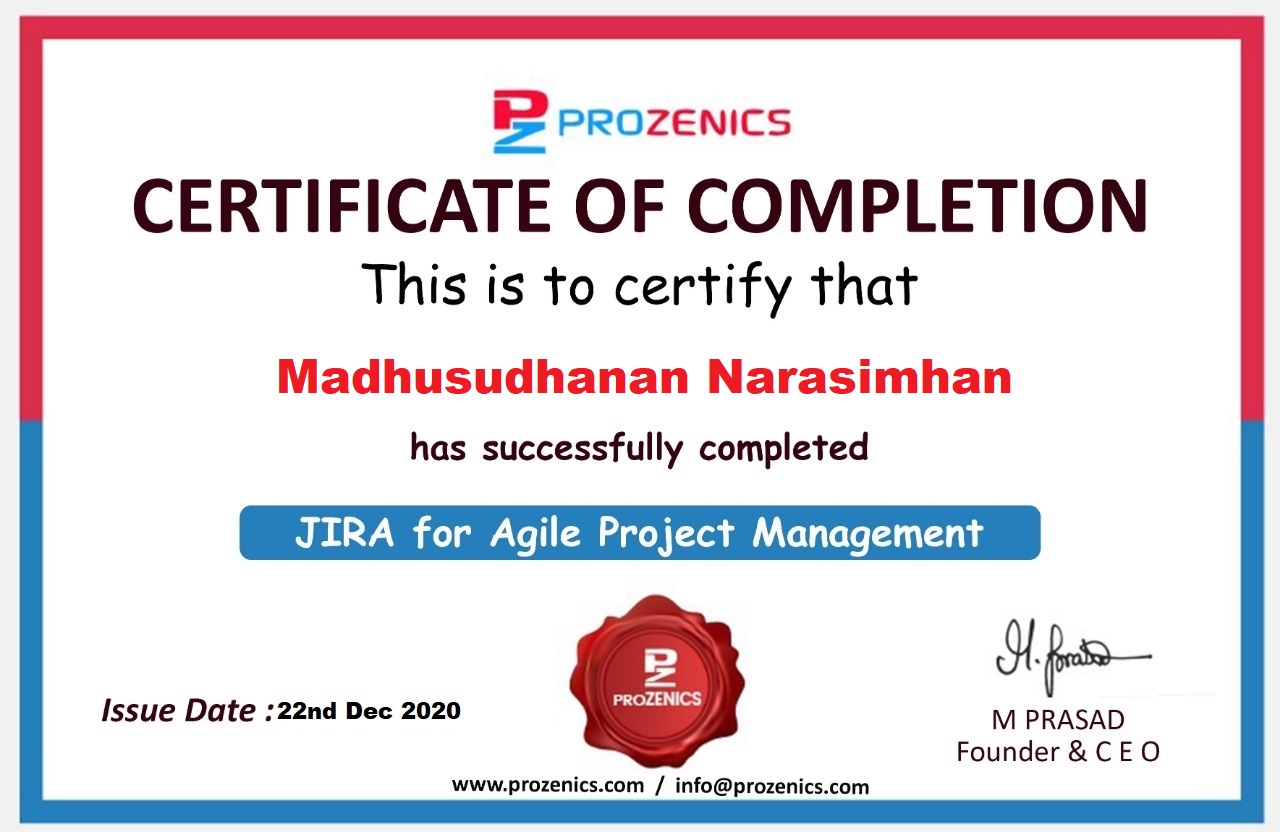 PZ PROZENICS
CERTIFICATE OF COMPLETION
This is to certify that
Madhusudhanan Narasimhan
has successfully completed
JIRA for Agile Project Management
PZ
PROZENICS
Issue Date : 22nd Dec 2020
M. Prasad
M PRASAD
Founder & C E O
www.prozenics.com / info@prozenics.com